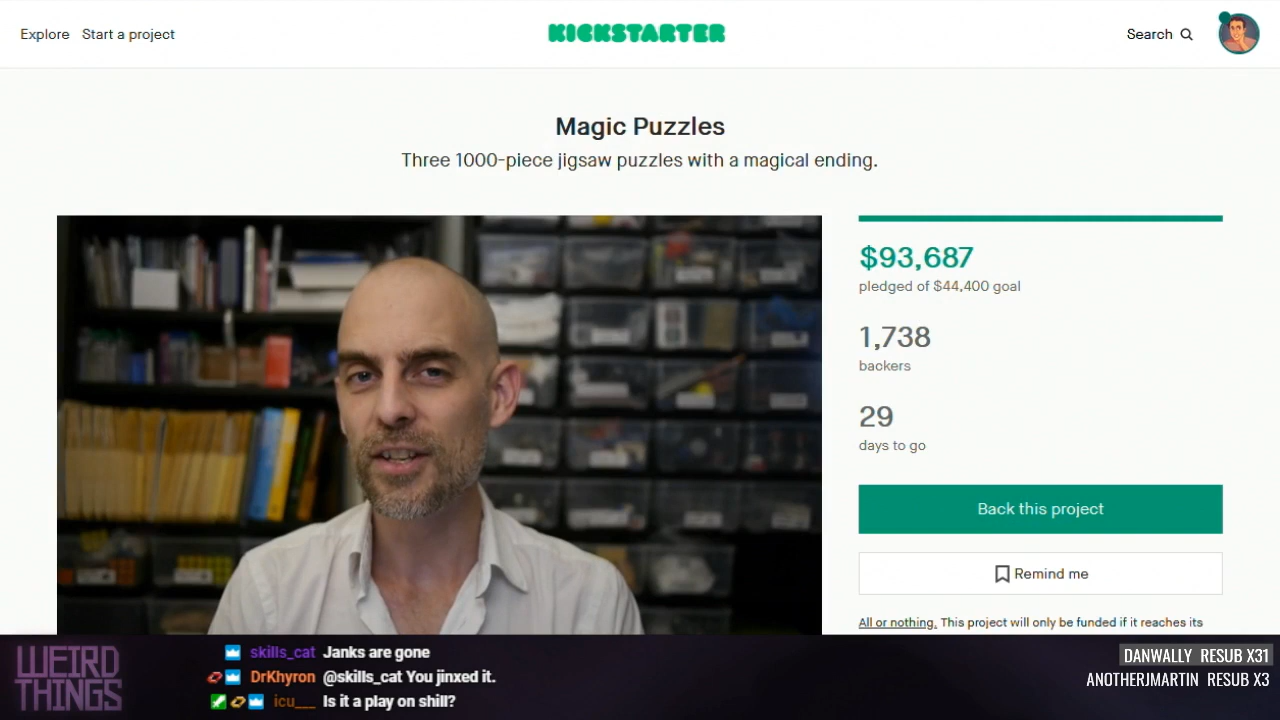 Explore Start a project
KICKSTARTER
Search
Magic Puzzles
Three 1000-piece jigsaw puzzles with a magical ending.
$93,687
pledged of $44,400 goal
1,738
backers
29
days to go
Back this project
Remind me
All or nothing. This project will only be funded if it reaches its
WEIRD
THINGS
skills_cat Janks are gone
DrKhyron @skills_cat You jinxed it.
icu___ Is it a play on shill?
DANWALLY RESUB X31
ANOTHERJMARTIN RESUB X3